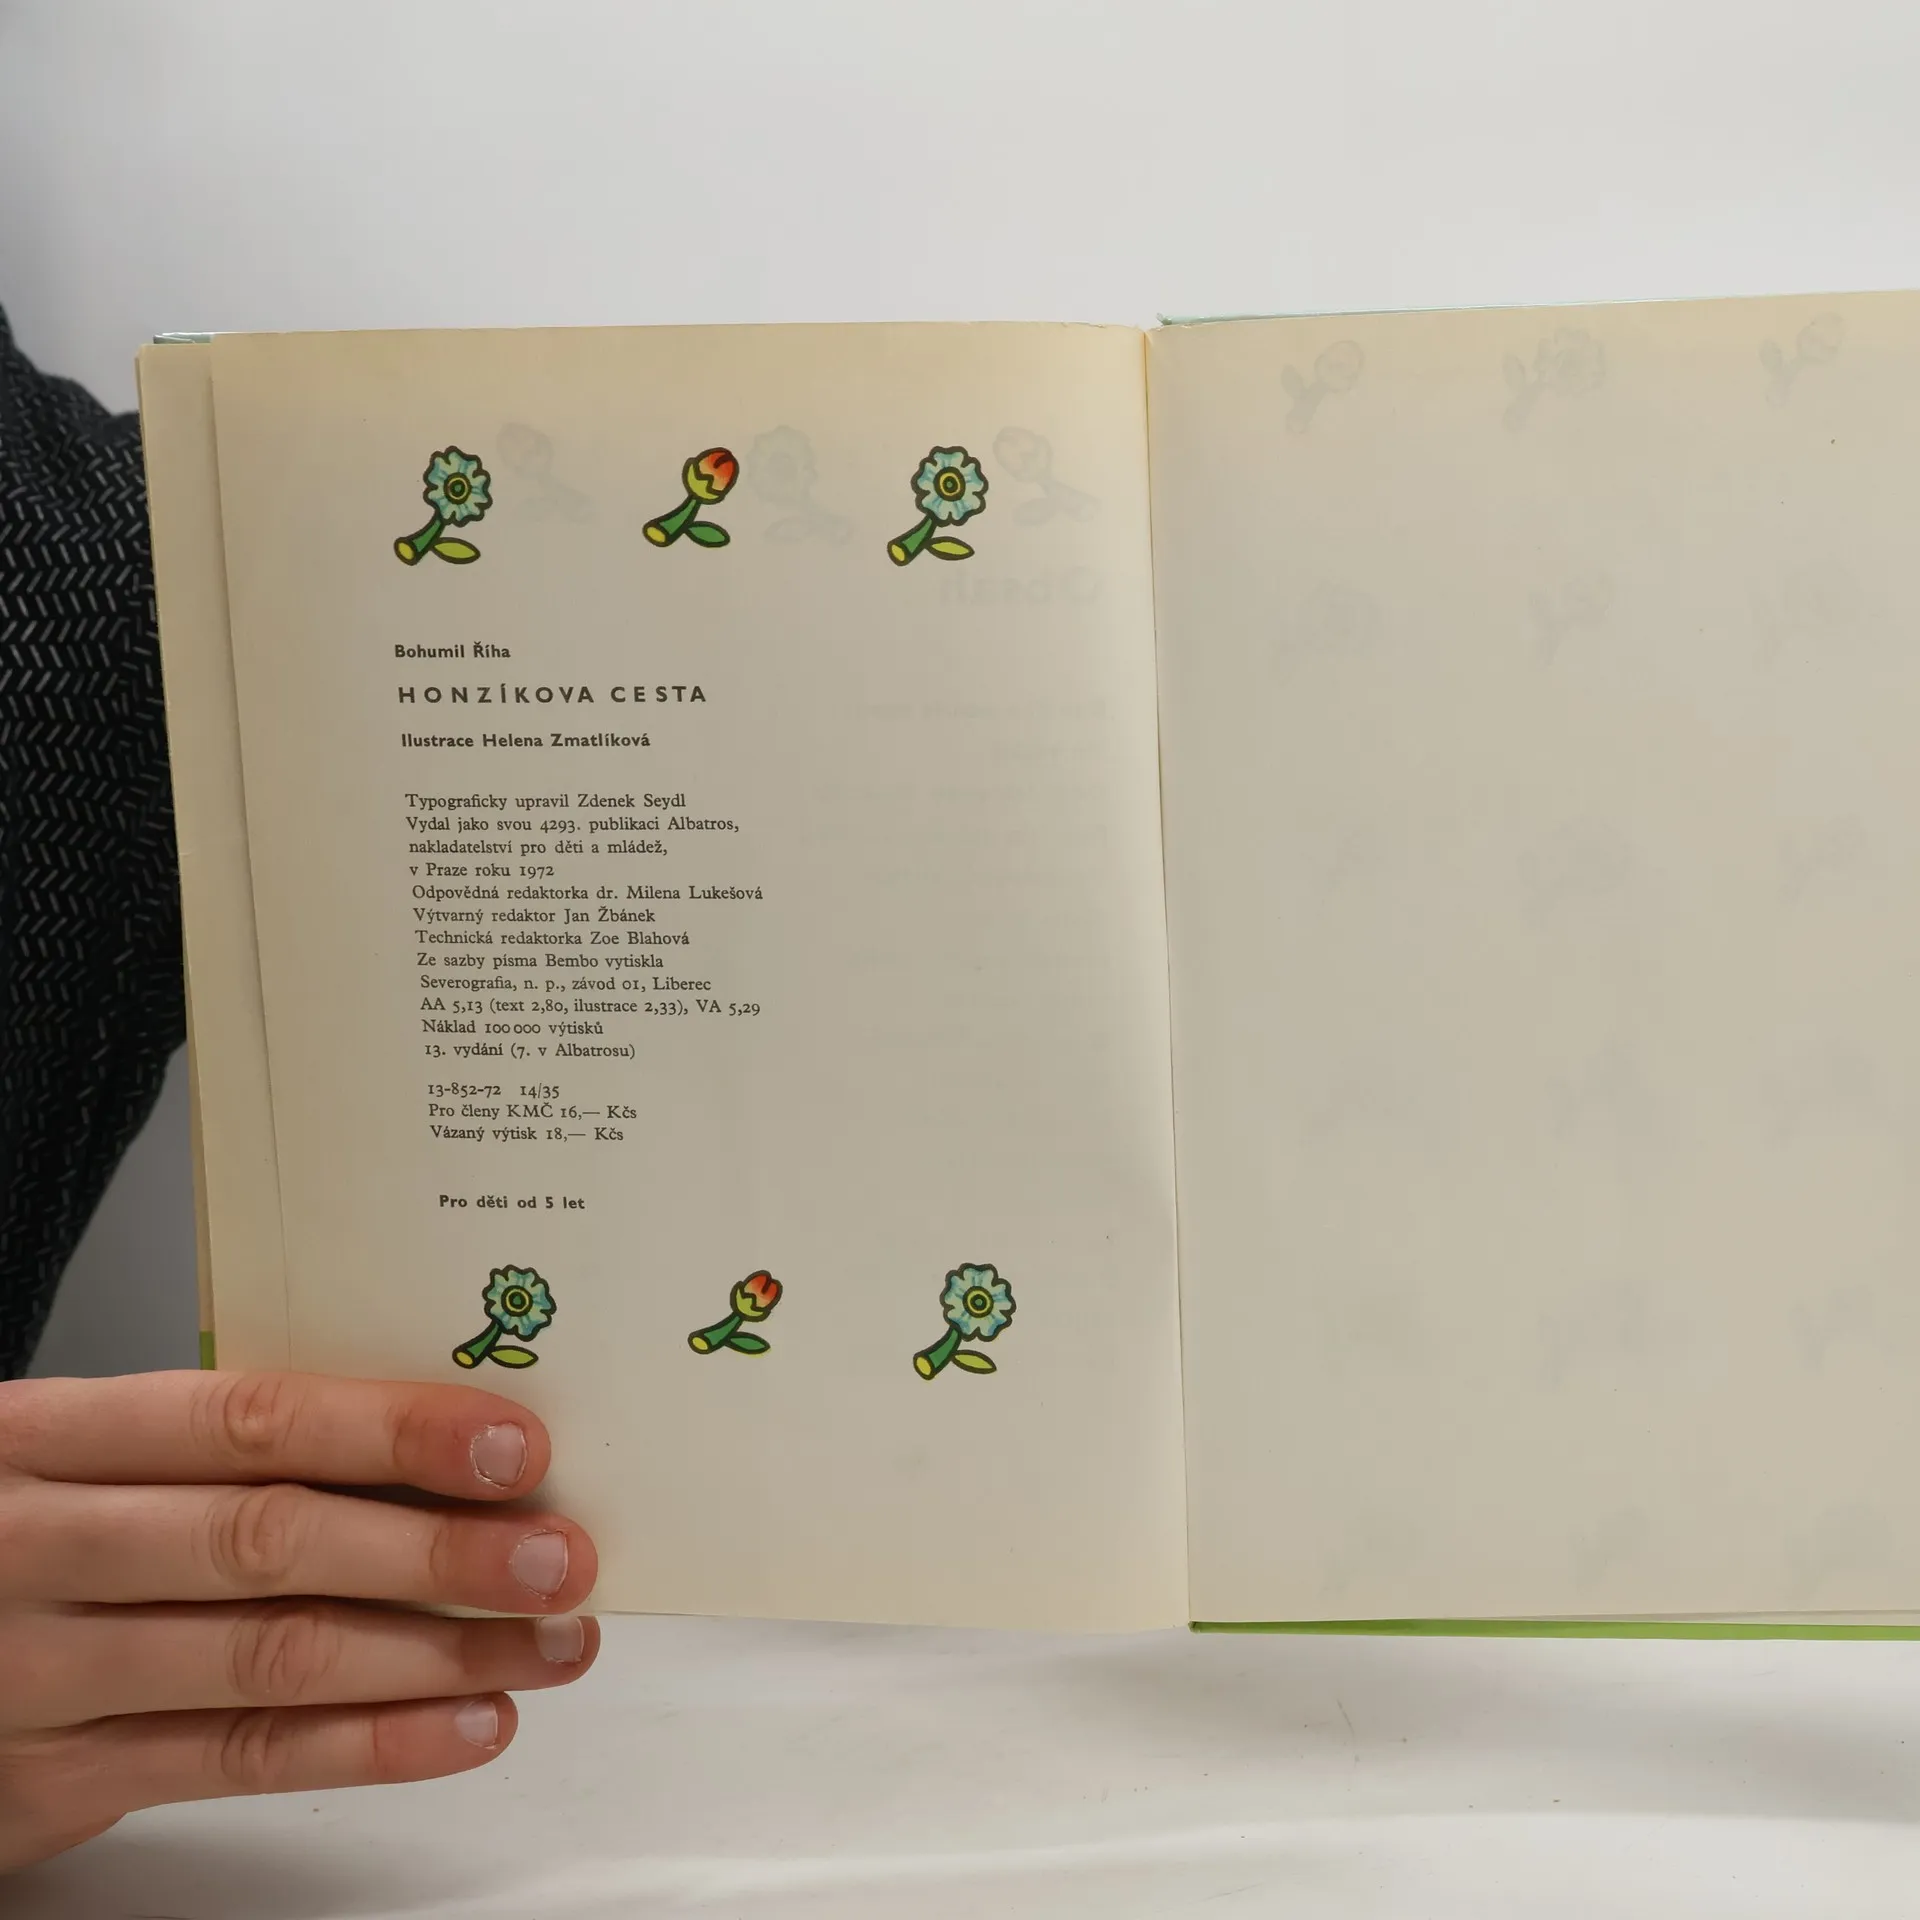 Bohumil Říha
HONZÍKOVA CESTA
Ilustrace Helena Zmatlíková
Typograficky upravil Zdenek Seydl
Vydal jako svou 4293. publikaci Albatros,
nakladatelství pro děti a mládež,
v Praze roku 1972
Odpovědná redaktorka dr. Milena Lukešová
Výtvarný redaktor Jan Žbánek
Technická redaktorka Zoe Blahová
Ze sazby písma Bembo vytiskla
Severografia, n. p., závod 01, Liberec
AA 5,13 (text 2,80, ilustrace 2,33), VA 5,29
Náklad 100 000 výtisků
13. vydání (7. v Albatrosu)
13-852-72 14/35
Pro členy KMČ 16,— Kčs
Vázaný výtisk 18,— Kčs
Pro děti od 5 let